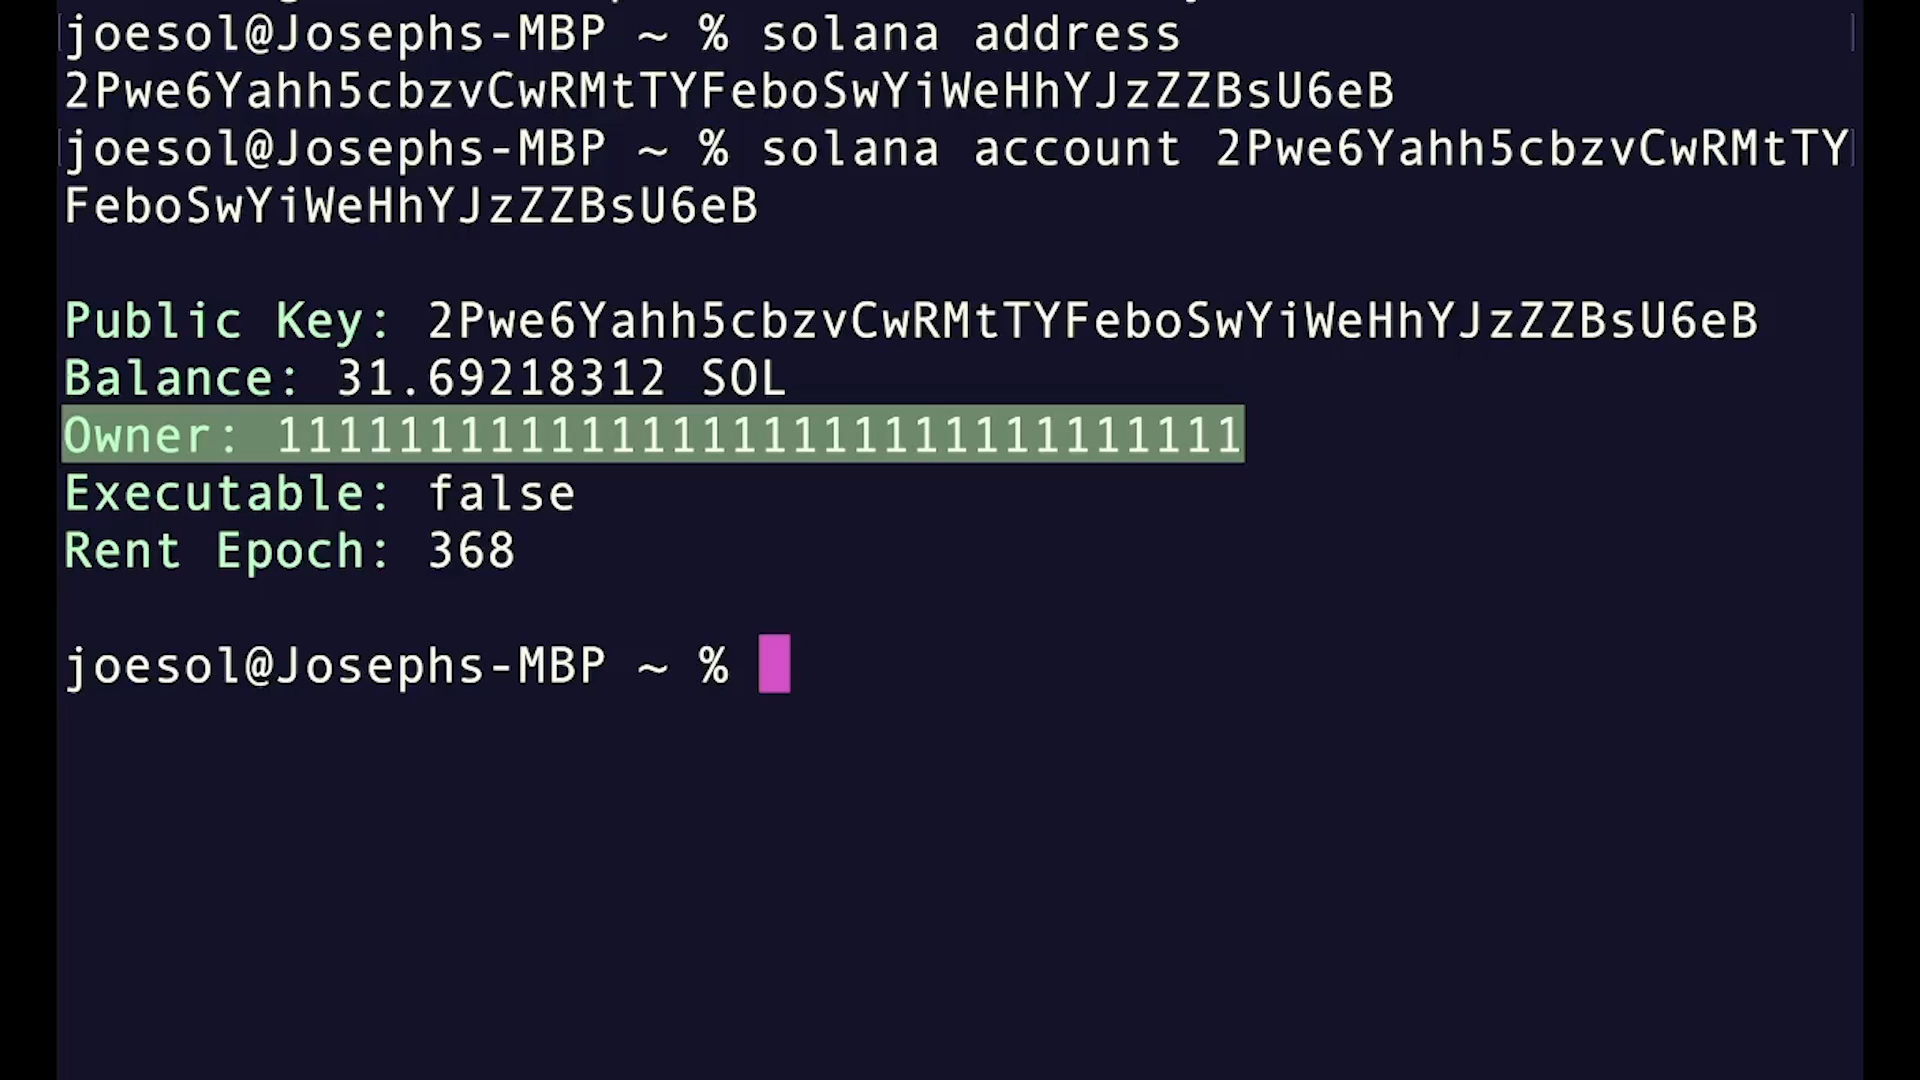 joesol@Josephs-MBP ~ % solana address
2Pwe6Yahh5cbzvCwRMtTYFeboSwYiWeHhYJzZZBsU6eB
joesol@Josephs-MBP ~ % solana account 2Pwe6Yahh5cbzvCwRMtTY
FeboSwYiWeHhYJzZZBsU6eB
Public Key: 2Pwe6Yahh5cbzvCwRMtTYFeboSwYiWeHhYJzZZBsU6eB
Balance: 31.69218312 SOL
Owner: 11111111111111111111111111111111
Executable: false
Rent Epoch: 368
joesol@Josephs-MBP ~ %